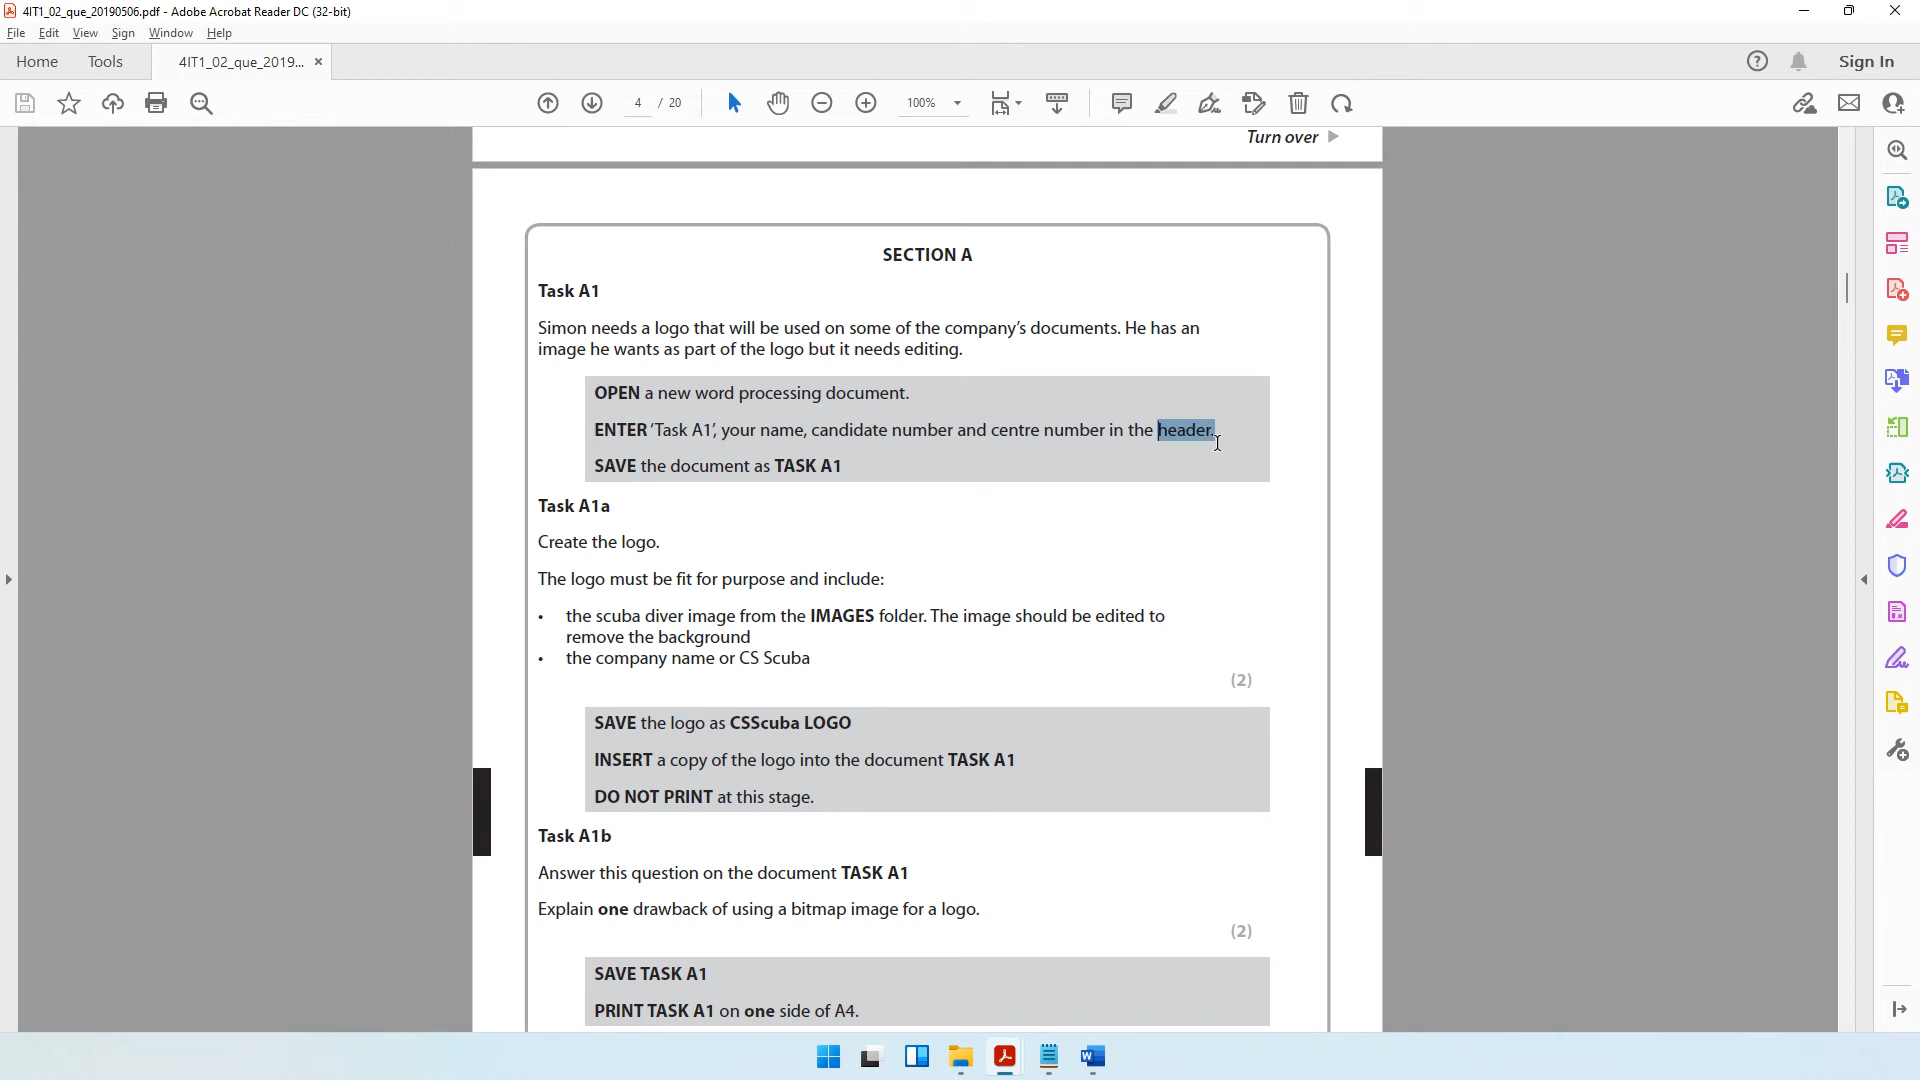 4IT1_02_que_20190506.pdf - Adobe Acrobat Reader DC (32-bit)
File Edit View Sign Window Help
Home Tools 4IT1_02_que_2019... × Sign In
4 / 20 100%
Turn over
SECTION A
Task A1
Simon needs a logo that will be used on some of the company’s documents. He has an
image he wants as part of the logo but it needs editing.
OPEN a new word processing document.
ENTER ‘Task A1’, your name, candidate number and centre number in the header.
SAVE the document as TASK A1
Task A1a
Create the logo.
The logo must be fit for purpose and include:
• the scuba diver image from the IMAGES folder. The image should be edited to
remove the background
• the company name or CS Scuba
(2)
SAVE the logo as CSScuba LOGO
INSERT a copy of the logo into the document TASK A1
DO NOT PRINT at this stage.
Task A1b
Answer this question on the document TASK A1
Explain one drawback of using a bitmap image for a logo.
(2)
SAVE TASK A1
PRINT TASK A1 on one side of A4.